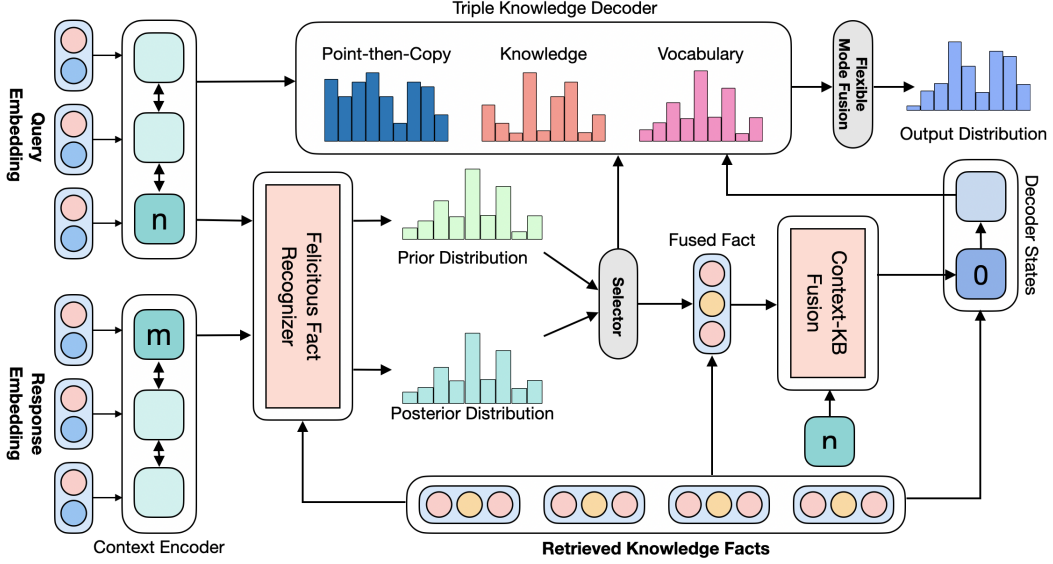 Triple Knowledge Decoder
Point-then-Copy
Knowledge
Vocabulary
Flexible
Mode Fusion
Output Distribution
Query
Embedding
n
Felicitous Fact
Recognizer
Prior Distribution
Posterior Distribution
Selector
Fused Fact
Context-KB
Fusion
n
0
Decoder States
Response
Embedding
m
Context Encoder
Retrieved Knowledge Facts